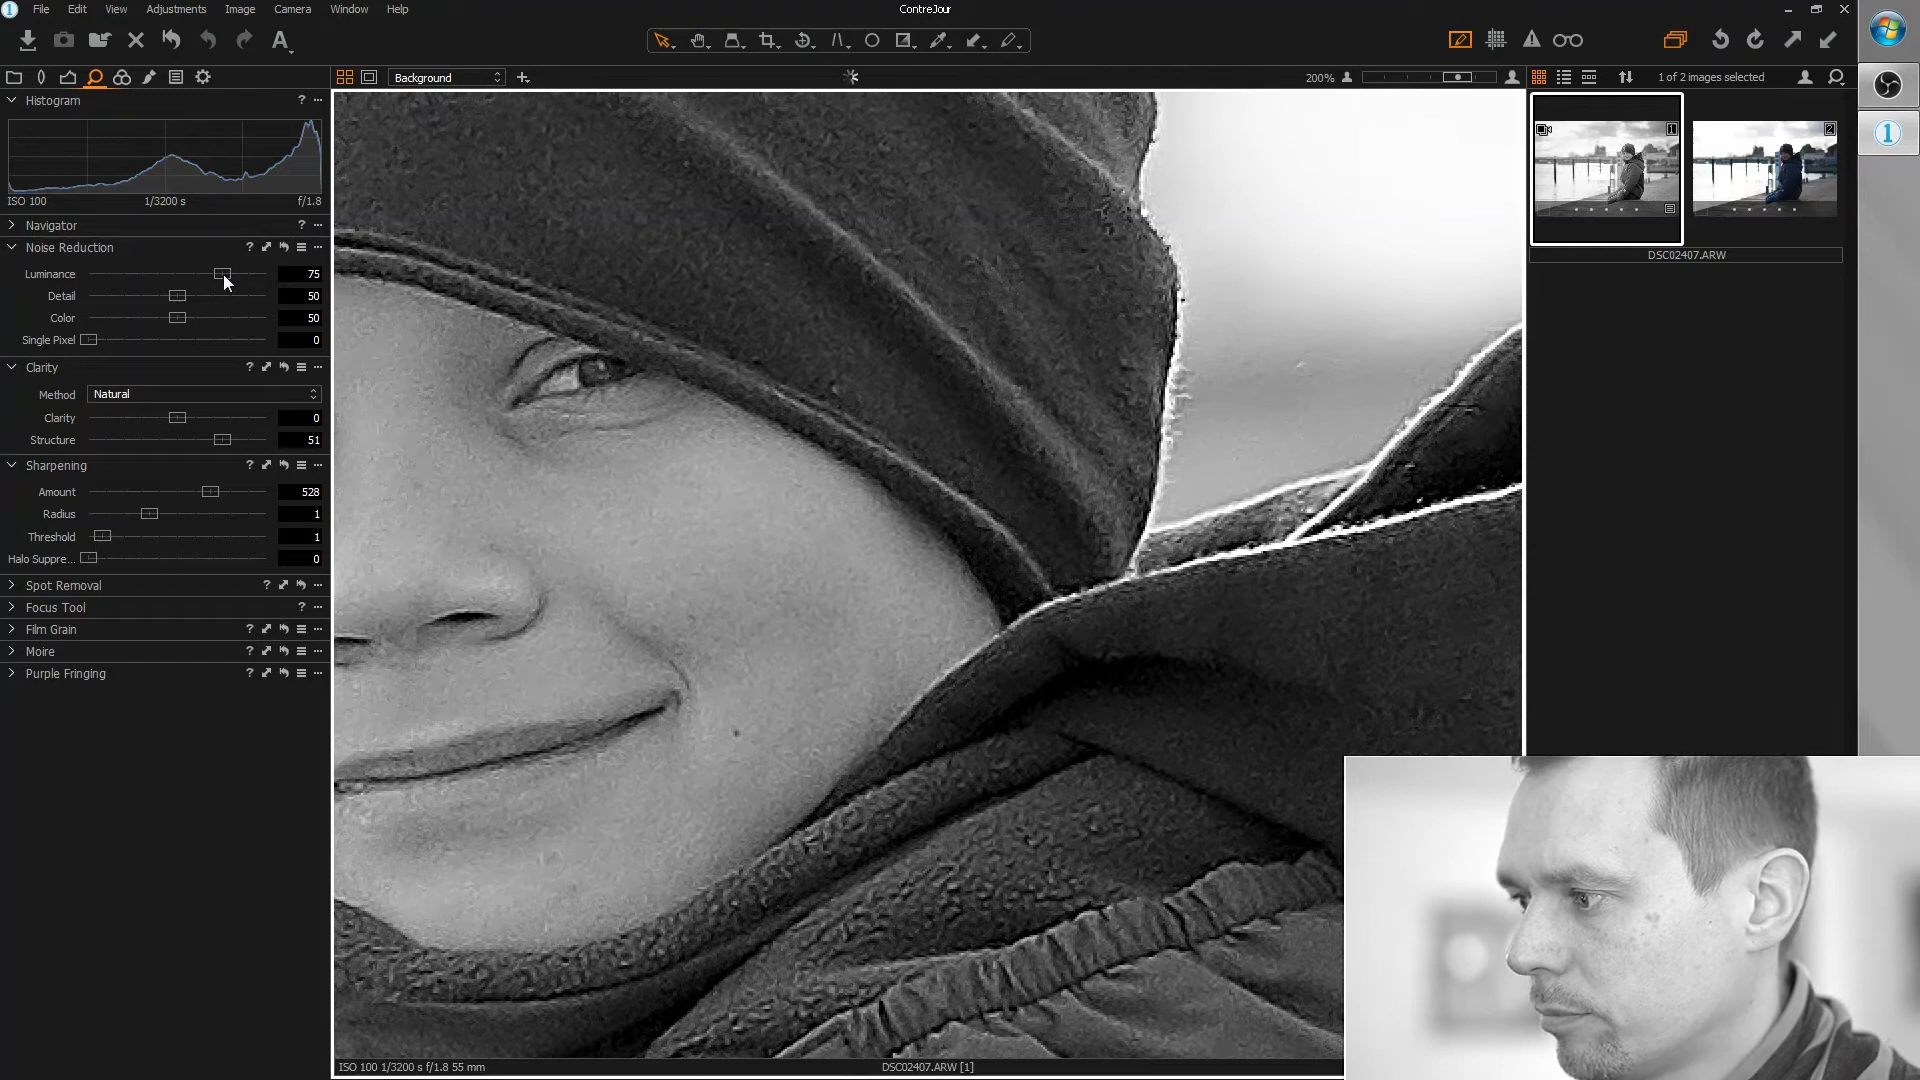 File Edit View Adjustments Image Camera Window Help ContreJour
A
Background 200% 1 of 2 images selected
Histogram ?
ISO 100 1/3200 s f/1.8
Navigator ?
Noise Reduction ?
Luminance 75
Detail 50
Color 50
Single Pixel 0
Clarity ?
Method Natural
Clarity 0
Structure 51
Sharpening ?
Amount 528
Radius 1
Threshold 1
Halo Suppre... 0
Spot Removal ?
Focus Tool ?
Film Grain ?
Moire ?
Purple Fringing ?
1 2
DSC02407.ARW
1
ISO 100 1/3200 s f/1.8 55 mm DSC02407.ARW [1]